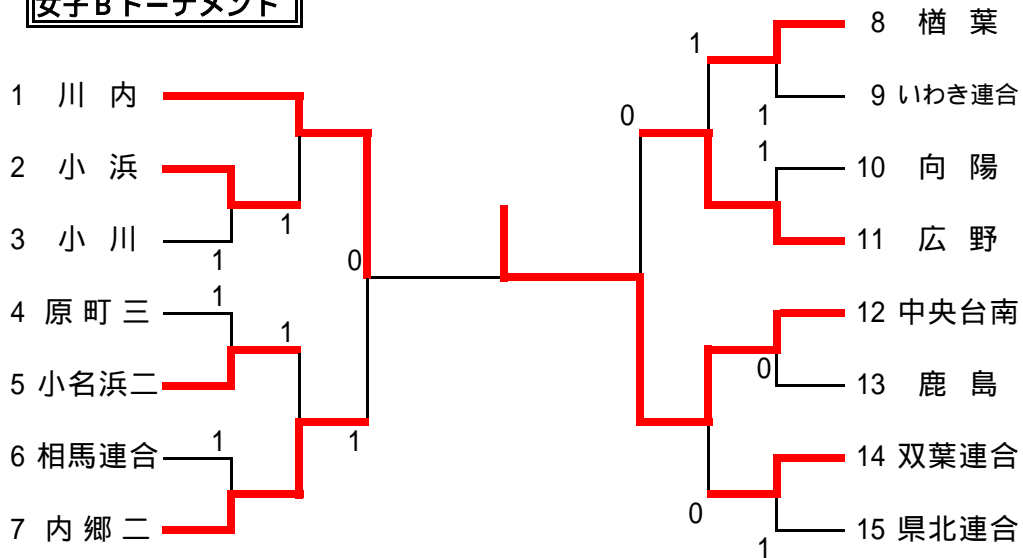 女子Bトーナメント
1 川内
2 小浜
3 小川
4 原町三
5 小名浜二
6 相馬連合
7 内郷二
1
1
1
1
1
0
1
8 楢葉
9 いわき連合
10 向陽
11 広野
12 中央台南
13 鹿島
14 双葉連合
15 県北連合
1
0
1
1
0
0
1